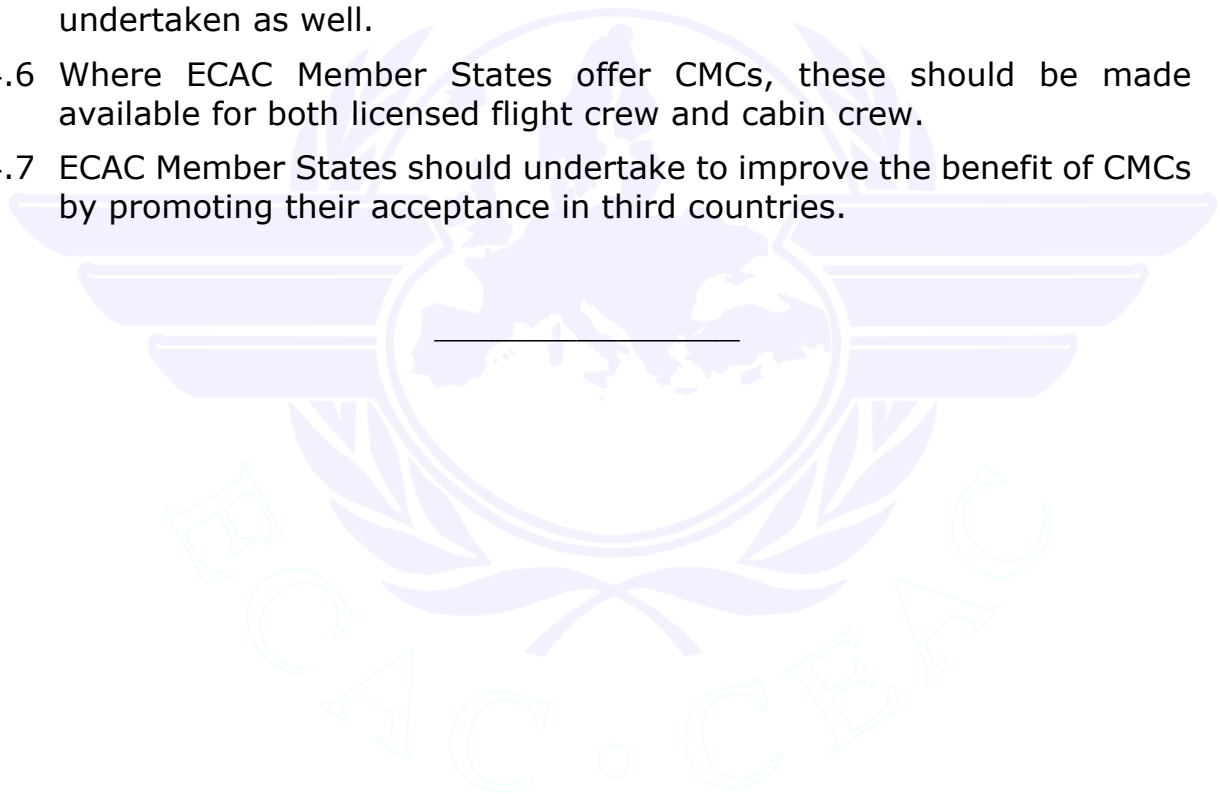 undertaken as well.
.6 Where ECAC Member States offer CMCs, these should be made
available for both licensed flight crew and cabin crew.
.7 ECAC Member States should undertake to improve the benefit of CMCs
by promoting their acceptance in third countries.
ECAC · CEAC